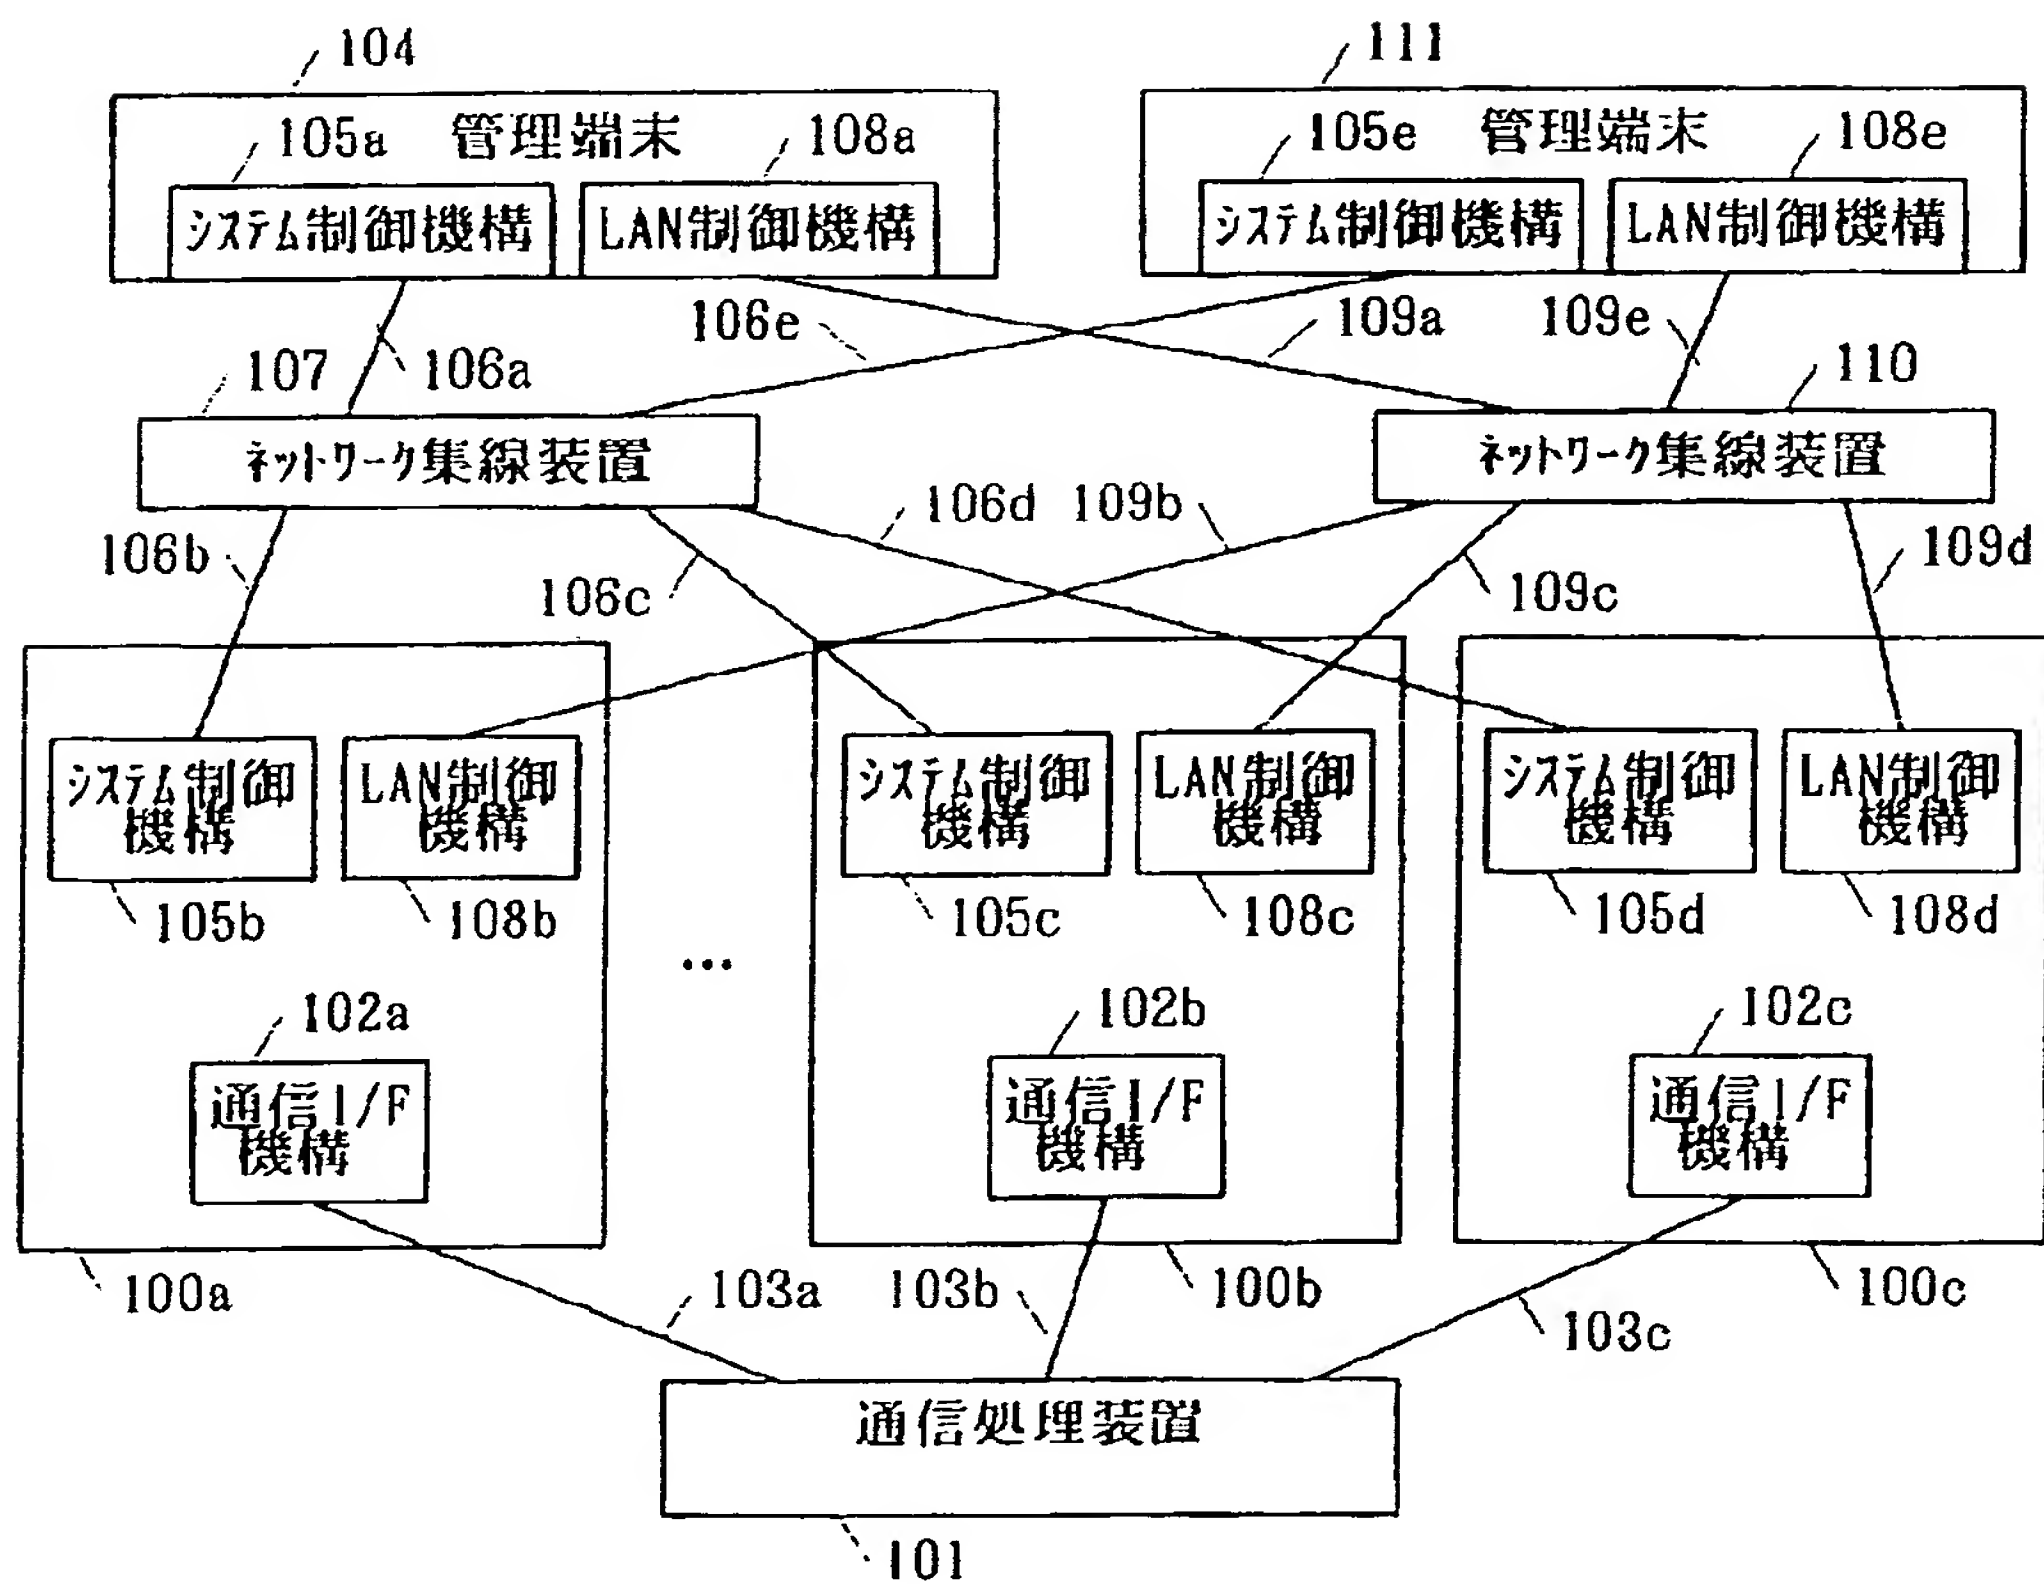 104
111
105a 管理端末 108a
105e 管理端末 108e
システム制御機構 LAN制御機構
システム制御機構 LAN制御機構
106e
109a
109e
107
106a
110
ネットワーク集線装置
ネットワーク集線装置
106b
106c
106d
109b
109c
109d
システム制御
機構
LAN制御
機構
システム制御
機構
LAN制御
機構
システム制御
機構
LAN制御
機構
105b
108b
105c
108c
105d
108d
...
102a
102b
102c
通信I/F
機構
通信I/F
機構
通信I/F
機構
100a
103a
103b
100b
103c
100c
通信処理装置
101